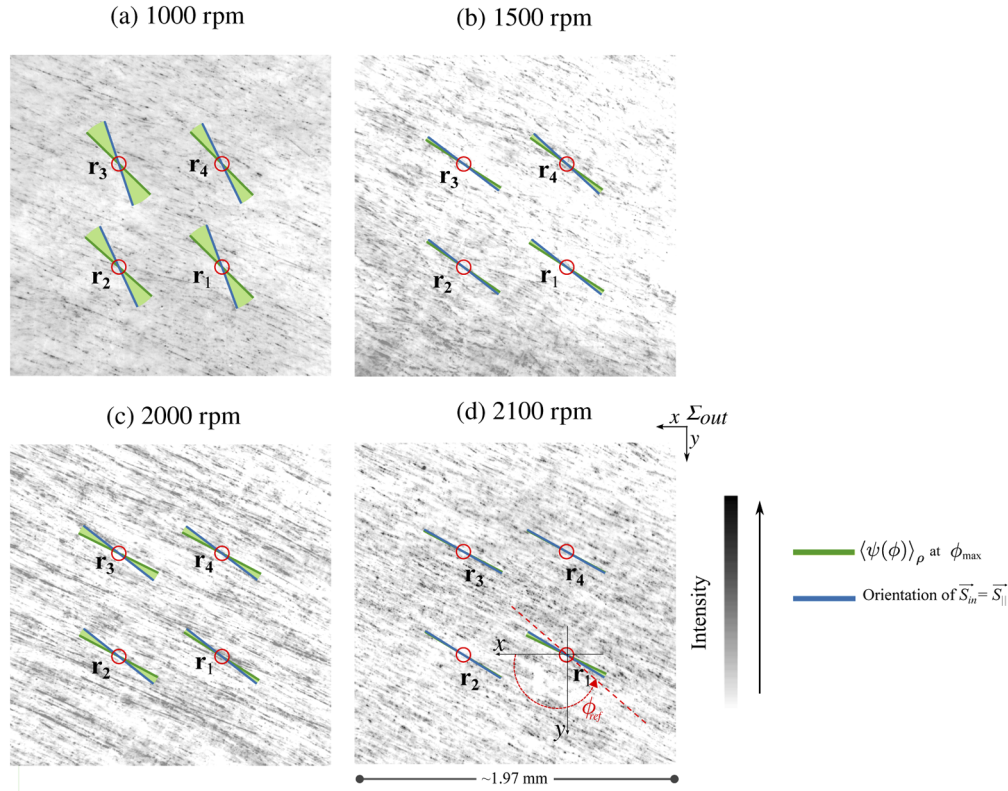 (a) 1000 rpm
(b) 1500 rpm
r3
r4
r2
r1
r3
r4
r2
r1
(c) 2000 rpm
(d) 2100 rpm
x Σout
y
r3
r4
r2
r1
r3
r4
r2
r1
x
y
ϕref
Intensity
⟨ψ(ϕ)⟩ρ at ϕmax
Orientation of S⃗in = S⃗||
~1.97 mm